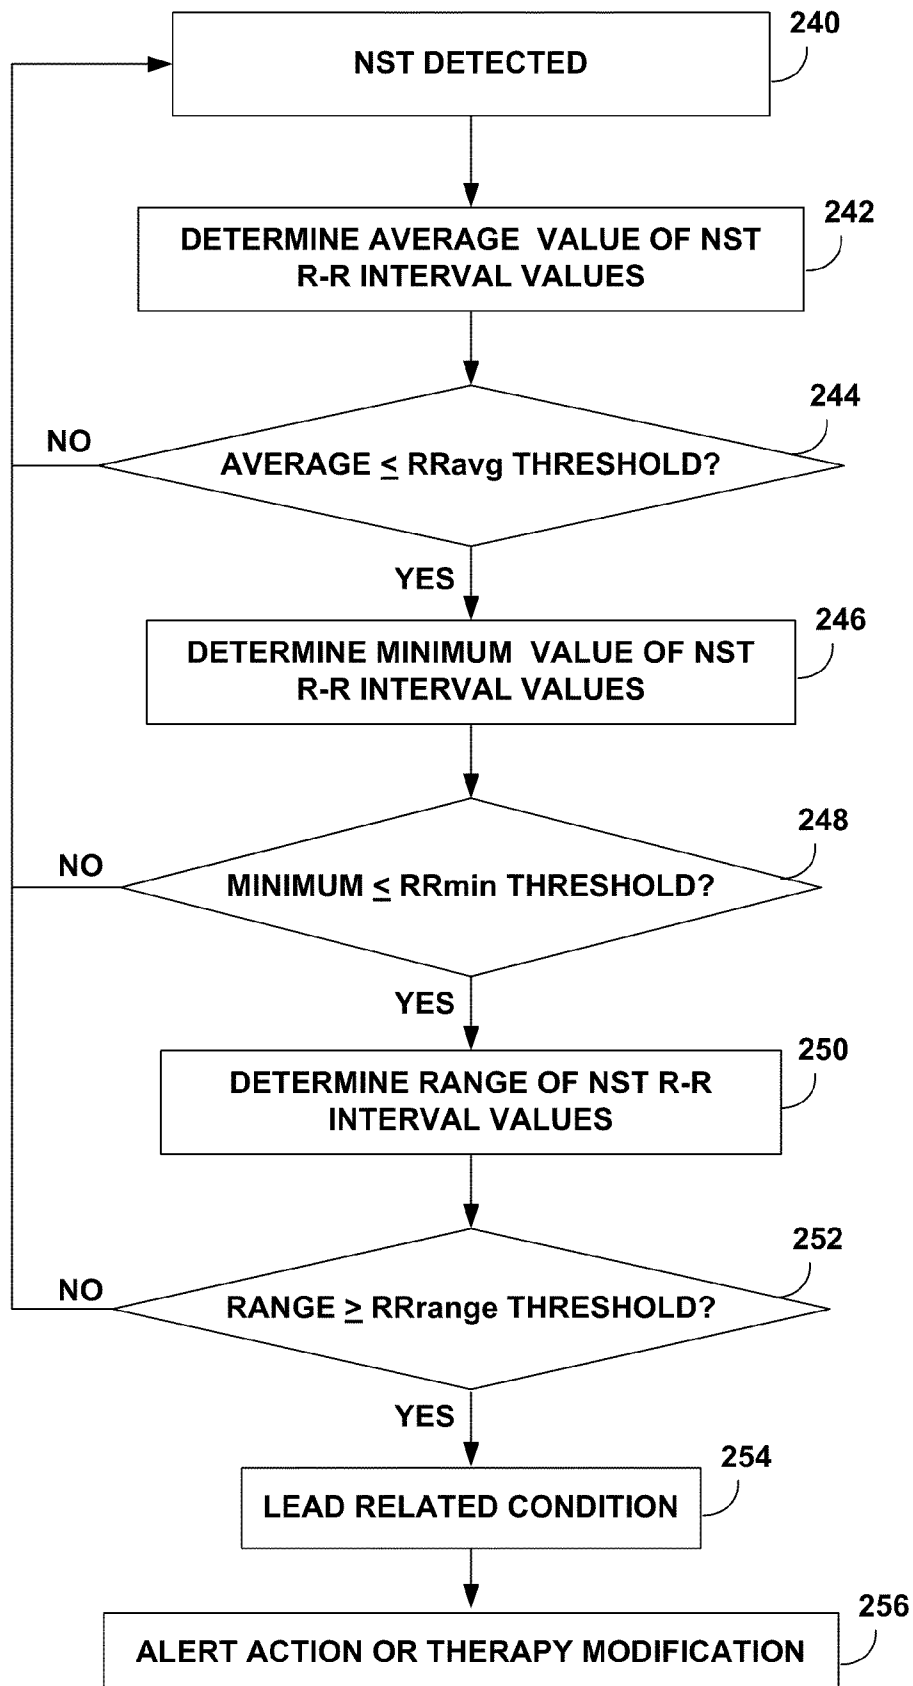 240
NST DETECTED
242
DETERMINE AVERAGE VALUE OF NST
R-R INTERVAL VALUES
244
NO
AVERAGE ≤ RRavg THRESHOLD?
YES
246
DETERMINE MINIMUM VALUE OF NST
R-R INTERVAL VALUES
248
NO
MINIMUM ≤ RRmin THRESHOLD?
YES
250
DETERMINE RANGE OF NST R-R
INTERVAL VALUES
252
NO
RANGE ≥ RRrange THRESHOLD?
YES
254
LEAD RELATED CONDITION
256
ALERT ACTION OR THERAPY MODIFICATION